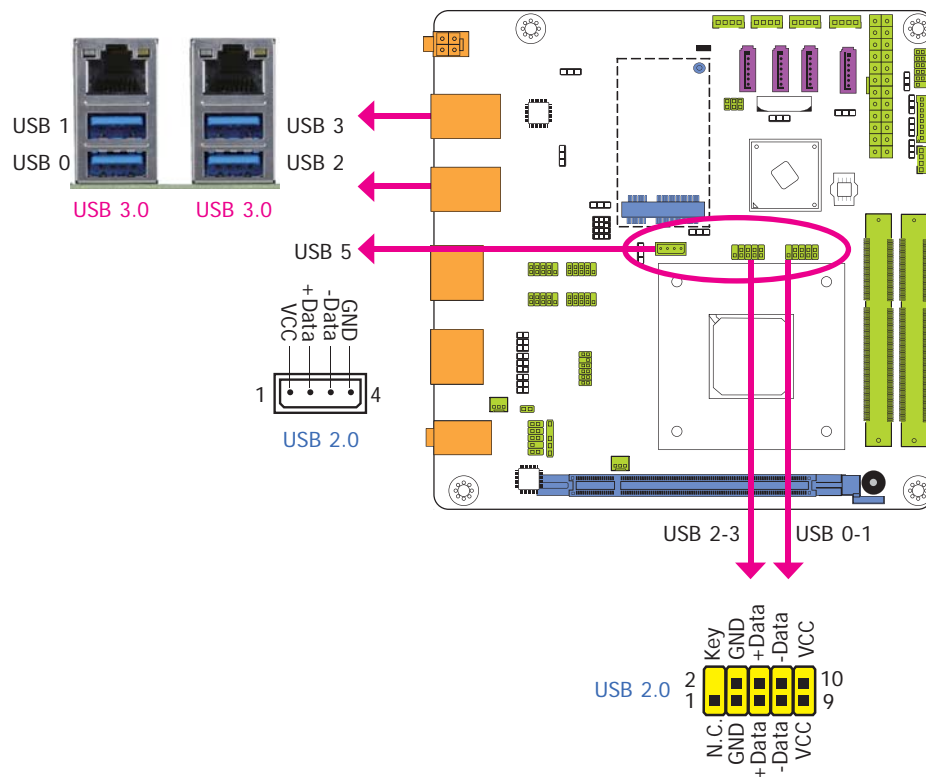 USB 1
USB 3
USB 0
USB 2
USB 3.0
USB 3.0
USB 5
VCC
+Data
-Data
GND
1
4
USB 2.0
USB 2-3
USB 0-1
Key
GND
+Data
-Data
VCC
USB 2.0
2
10
1
9
N.C.
GND
+Data
-Data
VCC